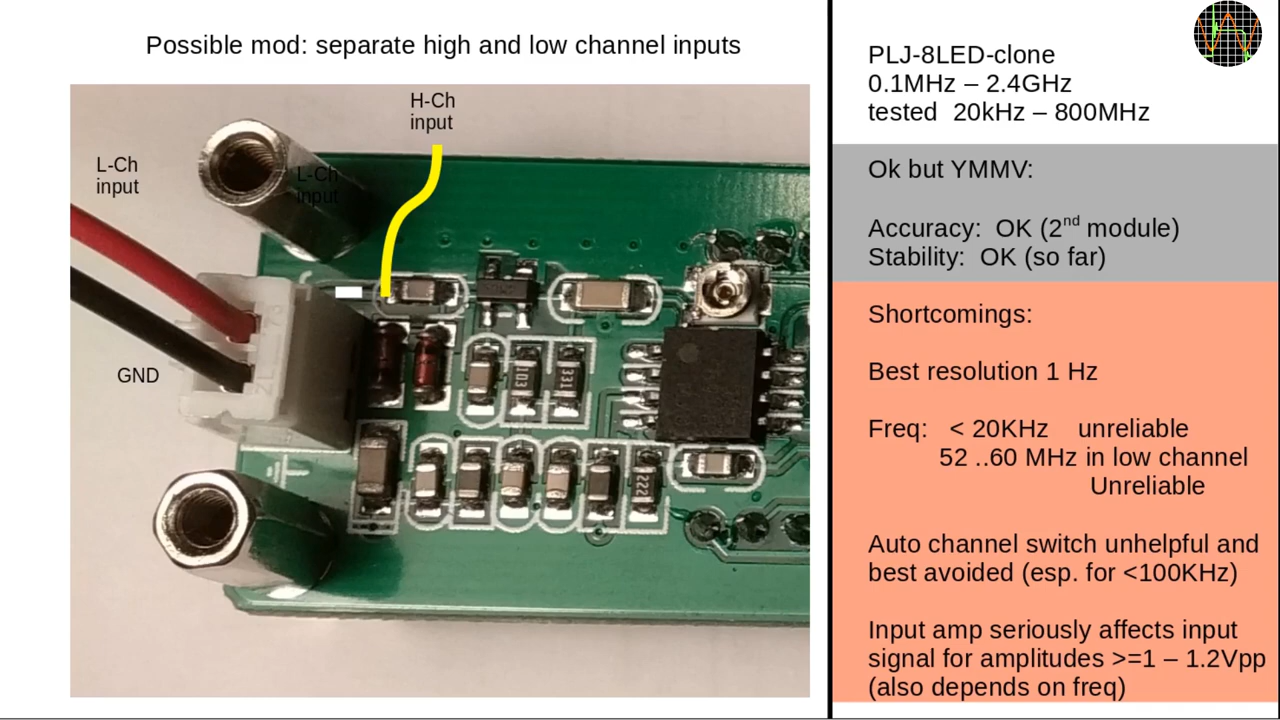 Possible mod: separate high and low channel inputs
H-Ch
input
L-Ch
input
L-Ch
input
GND
103
331
222
PLJ-8LED-clone
0.1MHz – 2.4GHz
tested 20kHz – 800MHz
Ok but YMMV:
Accuracy: OK (2nd module)
Stability: OK (so far)
Shortcomings:
Best resolution 1 Hz
Freq: < 20KHz unreliable
52 ..60 MHz in low channel
Unreliable
Auto channel switch unhelpful and
best avoided (esp. for <100KHz)
Input amp seriously affects input
signal for amplitudes >=1 – 1.2Vpp
(also depends on freq)